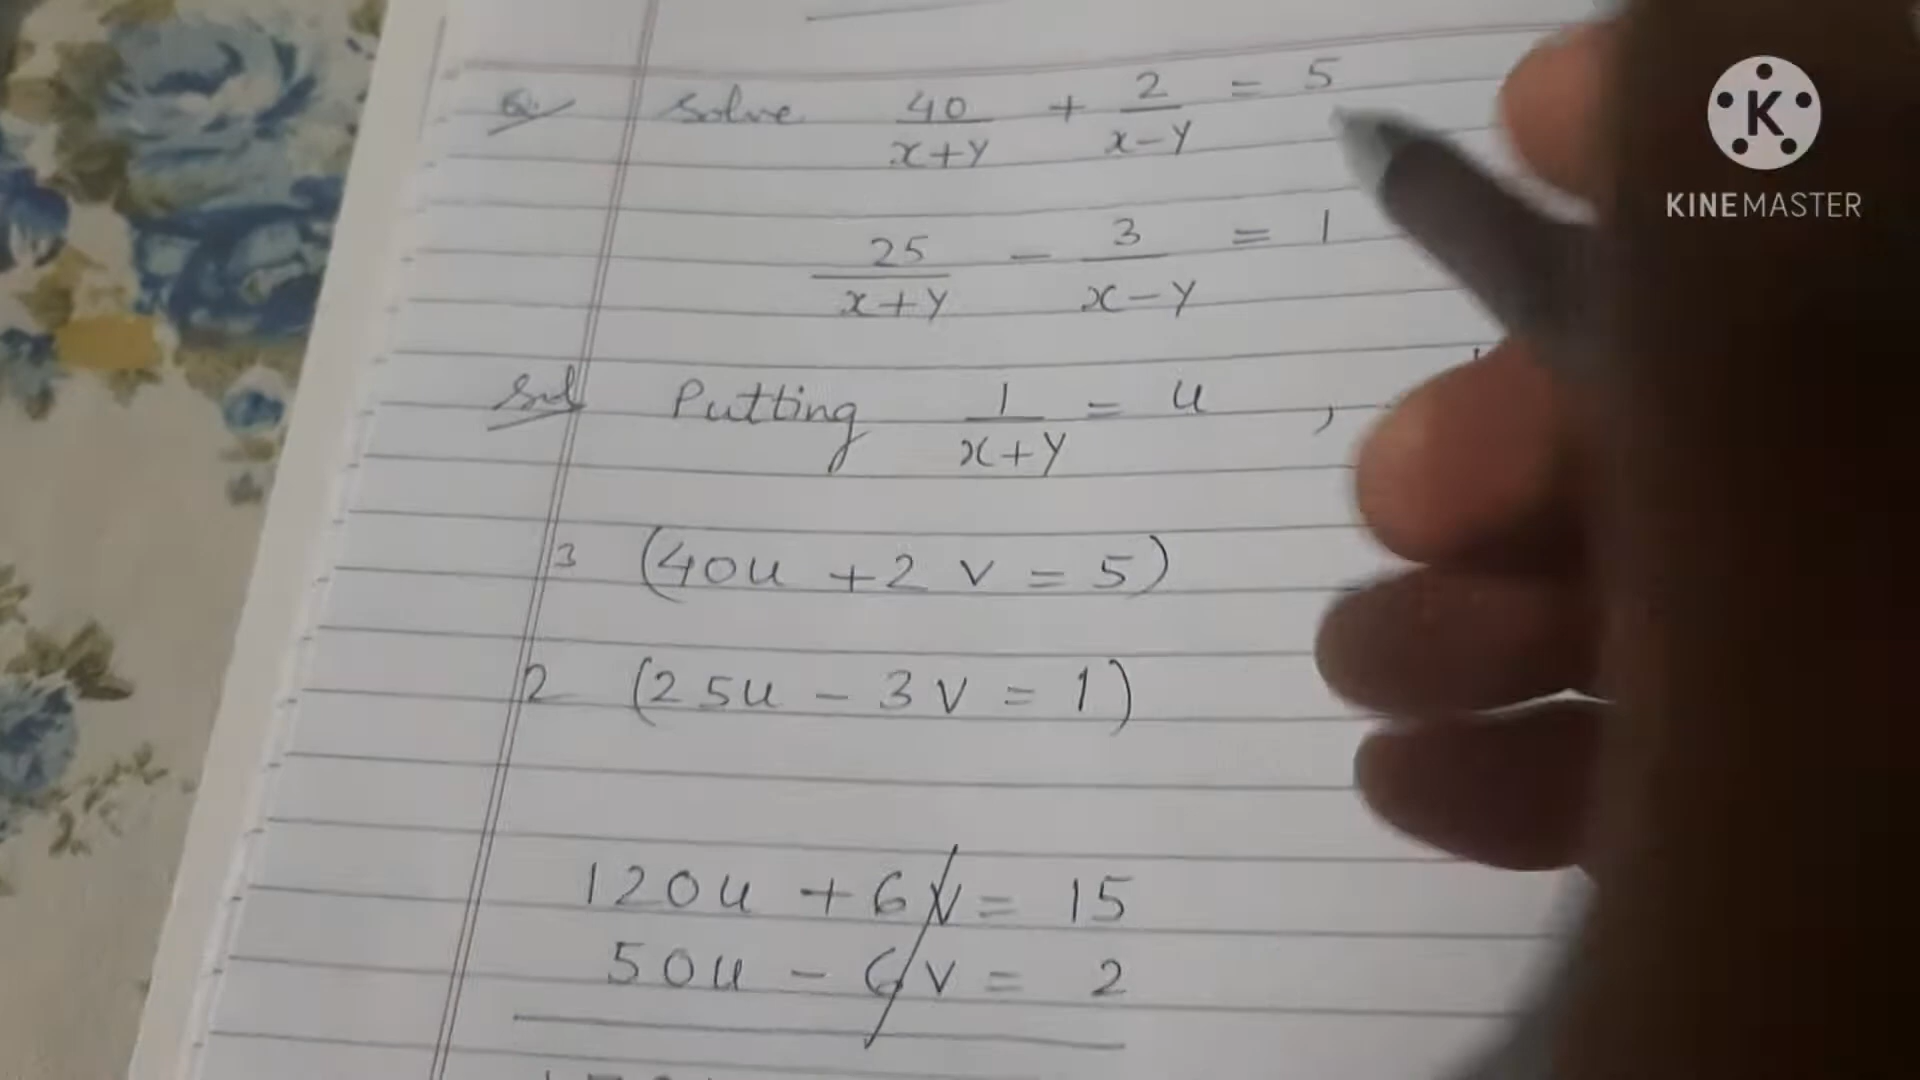 Q. Solve 40/(x+y) + 2/(x-y) = 5
25/(x+y) - 3/(x-y) = 1
Sol Putting 1/(x+y) = u ,
3 (40u + 2v = 5)
2 (25u - 3v = 1)
120u + 6v = 15
50u - 6v = 2
K
KINEMASTER